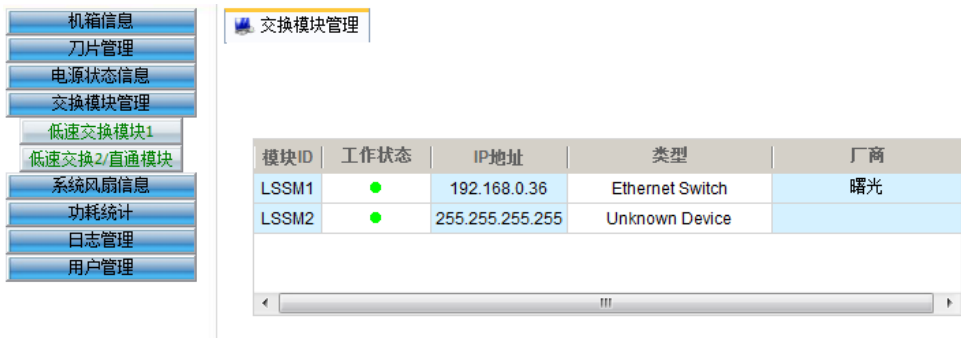 机箱信息
刀片管理
电源状态信息
交换模块管理
低速交换模块1
低速交换2/直通模块
系统风扇信息
功耗统计
日志管理
用户管理
交换模块管理
模块ID 工作状态 IP地址 类型 厂商
LSSM1 192.168.0.36 Ethernet Switch 曙光
LSSM2 255.255.255.255 Unknown Device